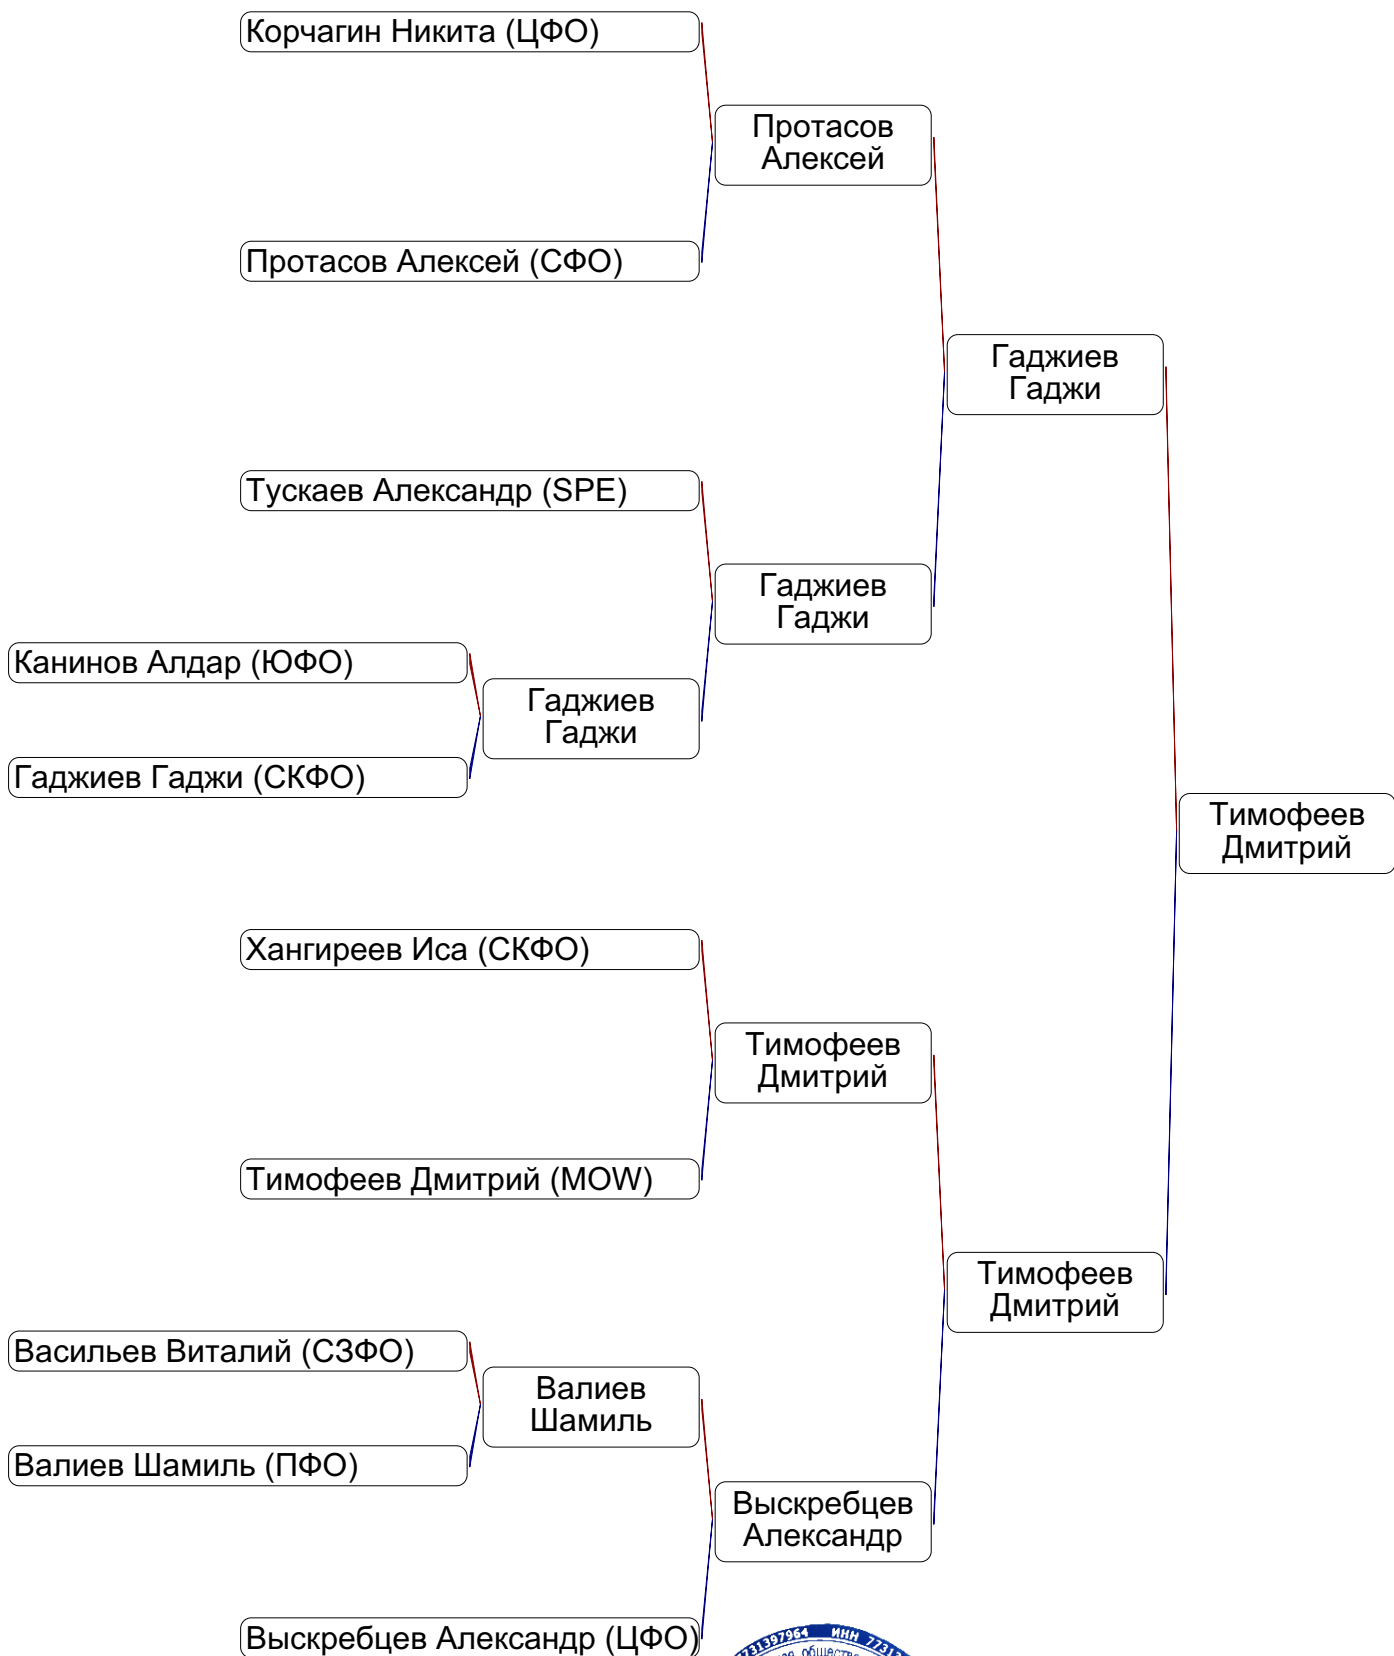 Корчагин Никита (ЦФО)
Протасов
Алексей
Протасов Алексей (СФО)
Гаджиев
Гаджи
Тускаев Александр (SPE)
Гаджиев
Гаджи
Канинов Алдар (ЮФО)
Гаджиев
Гаджи
Гаджиев Гаджи (СКФО)
Тимофеев
Дмитрий
Хангиреев Иса (СКФО)
Тимофеев
Дмитрий
Тимофеев Дмитрий (MOW)
Тимофеев
Дмитрий
Васильев Виталий (СЗФО)
Валиев
Шамиль
Валиев Шамиль (ПФО)
Выскребцев
Александр
Выскребцев Александр (ЦФО)
ИНН